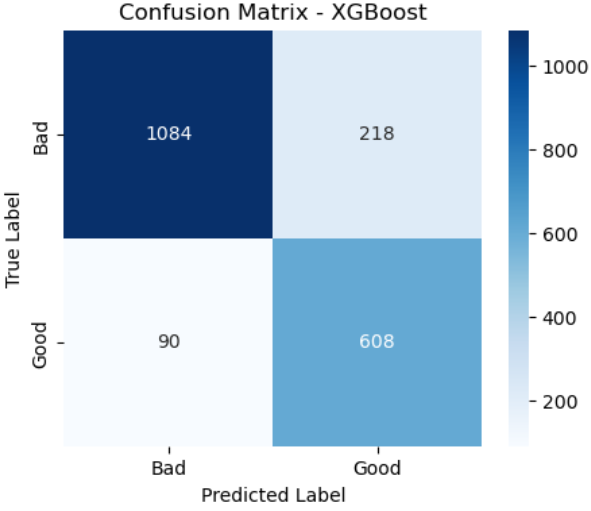 Confusion Matrix - XGBoost
True Label
Bad
Good
1084
218
90
608
Bad
Good
Predicted Label
1000
800
600
400
200